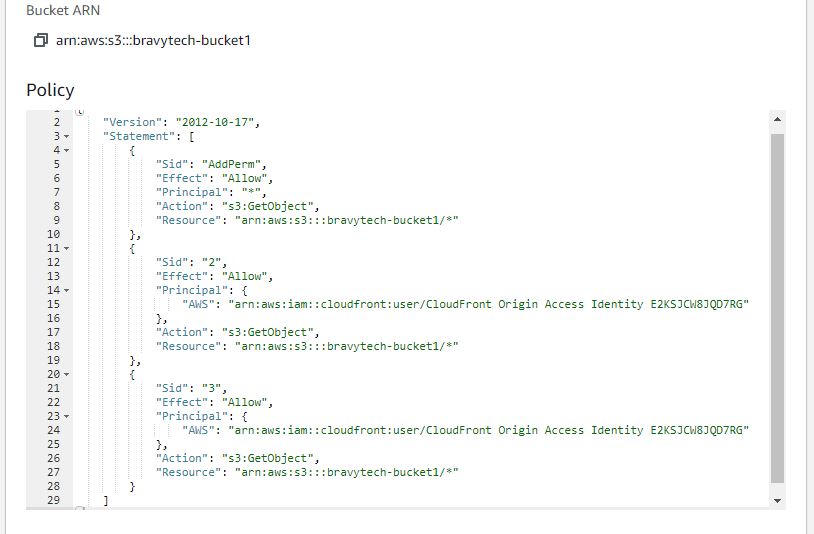 Bucket ARN
arn:aws:s3:::bravytech-bucket1
Policy
1 {
2 "Version": "2012-10-17",
3 "Statement": [
4 {
5 "Sid": "AddPerm",
6 "Effect": "Allow",
7 "Principal": "*",
8 "Action": "s3:GetObject",
9 "Resource": "arn:aws:s3:::bravytech-bucket1/*"
10 },
11 {
12 "Sid": "2",
13 "Effect": "Allow",
14 "Principal": {
15 "AWS": "arn:aws:iam::cloudfront:user/CloudFront Origin Access Identity E2KSJCW8JQD7RG"
16 },
17 "Action": "s3:GetObject",
18 "Resource": "arn:aws:s3:::bravytech-bucket1/*"
19 },
20 {
21 "Sid": "3",
22 "Effect": "Allow",
23 "Principal": {
24 "AWS": "arn:aws:iam::cloudfront:user/CloudFront Origin Access Identity E2KSJCW8JQD7RG"
25 },
26 "Action": "s3:GetObject",
27 "Resource": "arn:aws:s3:::bravytech-bucket1/*"
28 }
29 ]